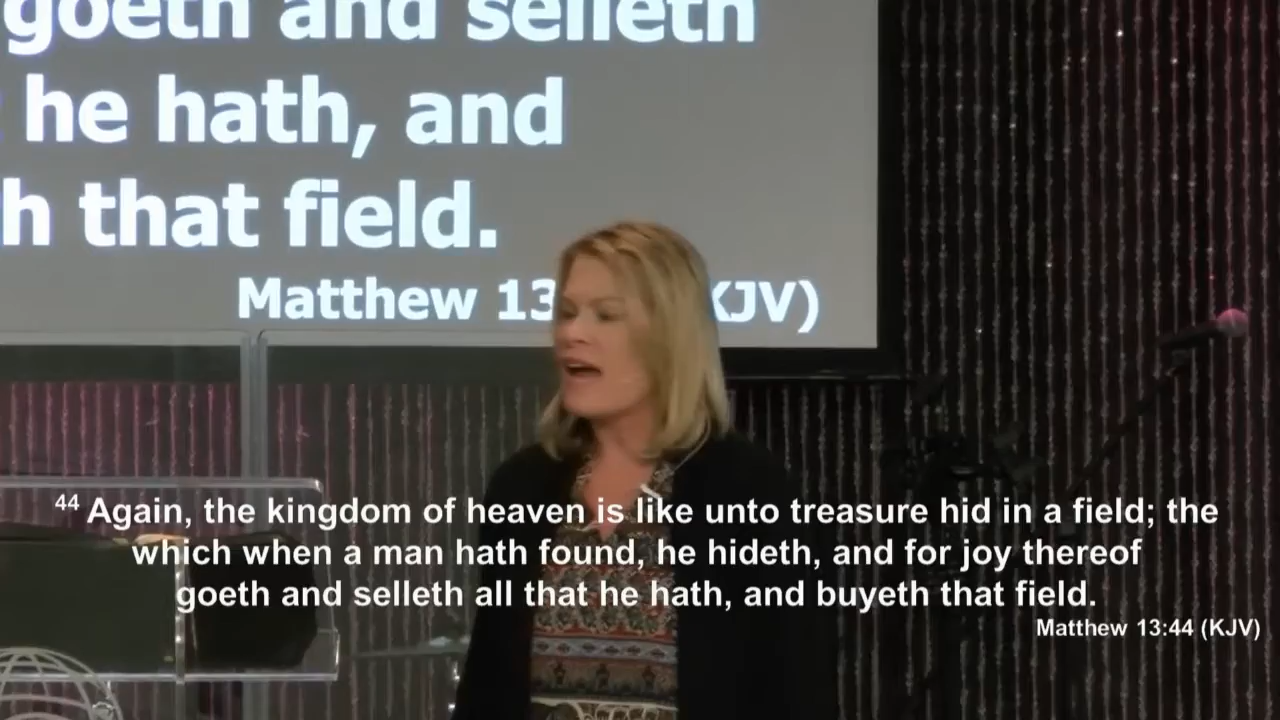 goeth and selleth
he hath, and
h that field.
Matthew 13 KJV)
44 Again, the kingdom of heaven is like unto treasure hid in a field; the
which when a man hath found, he hideth, and for joy thereof
goeth and selleth all that he hath, and buyeth that field.
Matthew 13:44 (KJV)